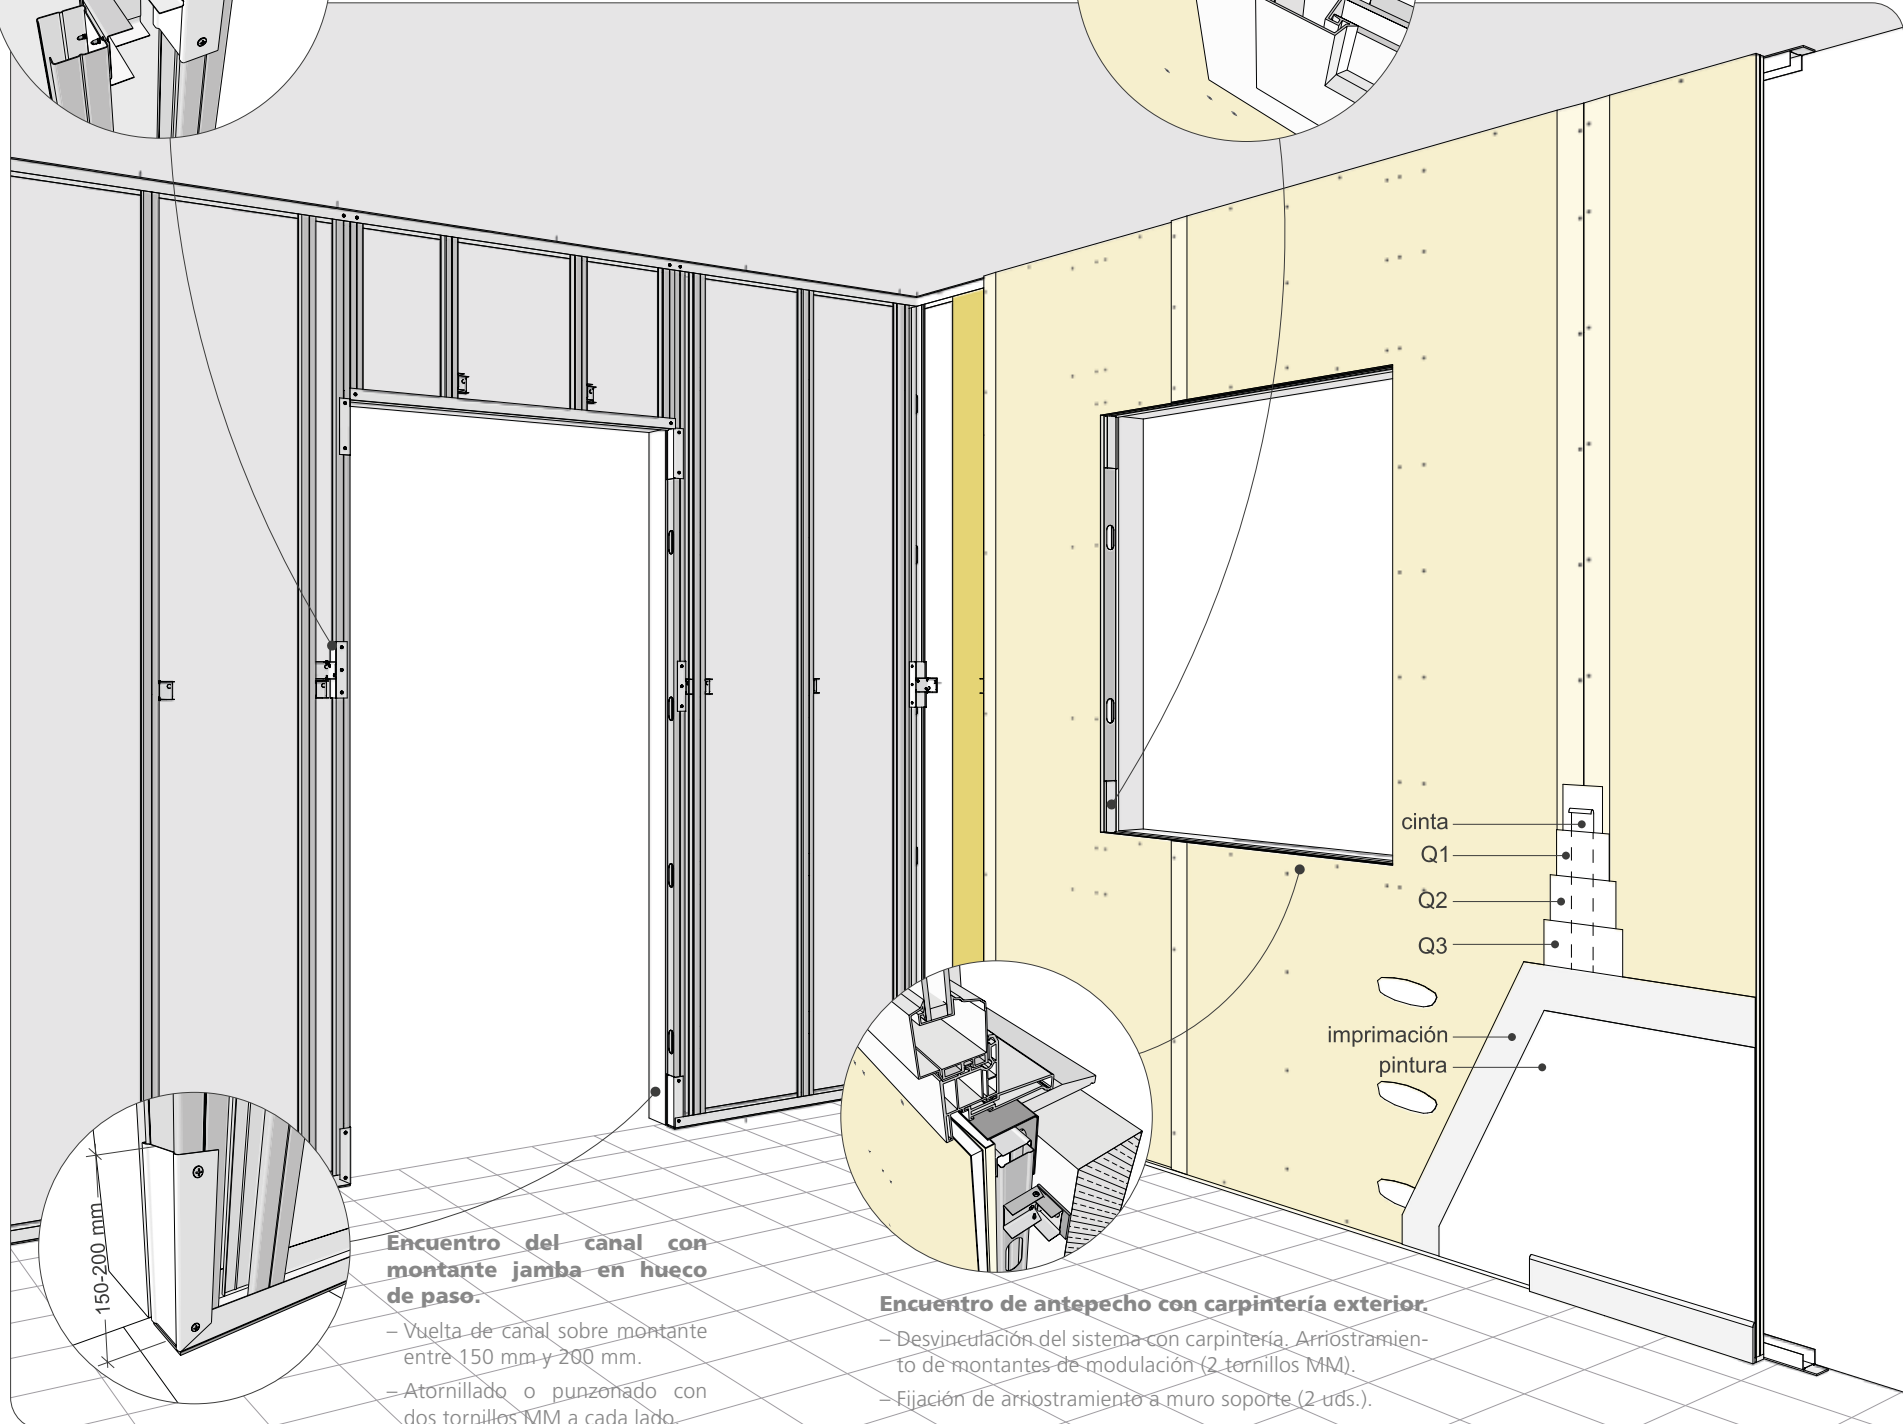 cinta
Q1
Q2
Q3
imprimación
pintura
150-200 mm
Encuentro del canal con
montante jamba en hueco
de paso.
– Vuelta de canal sobre montante
entre 150 mm y 200 mm.
– Atornillado o punzonado con
dos tornillos MM a cada lado.
Encuentro de antepecho con carpintería exterior.
– Desvinculación del sistema con carpintería. Arriostramien-
to de montantes de modulación (2 tornillos MM).
– Fijación de arriostramiento a muro soporte (2 uds.).